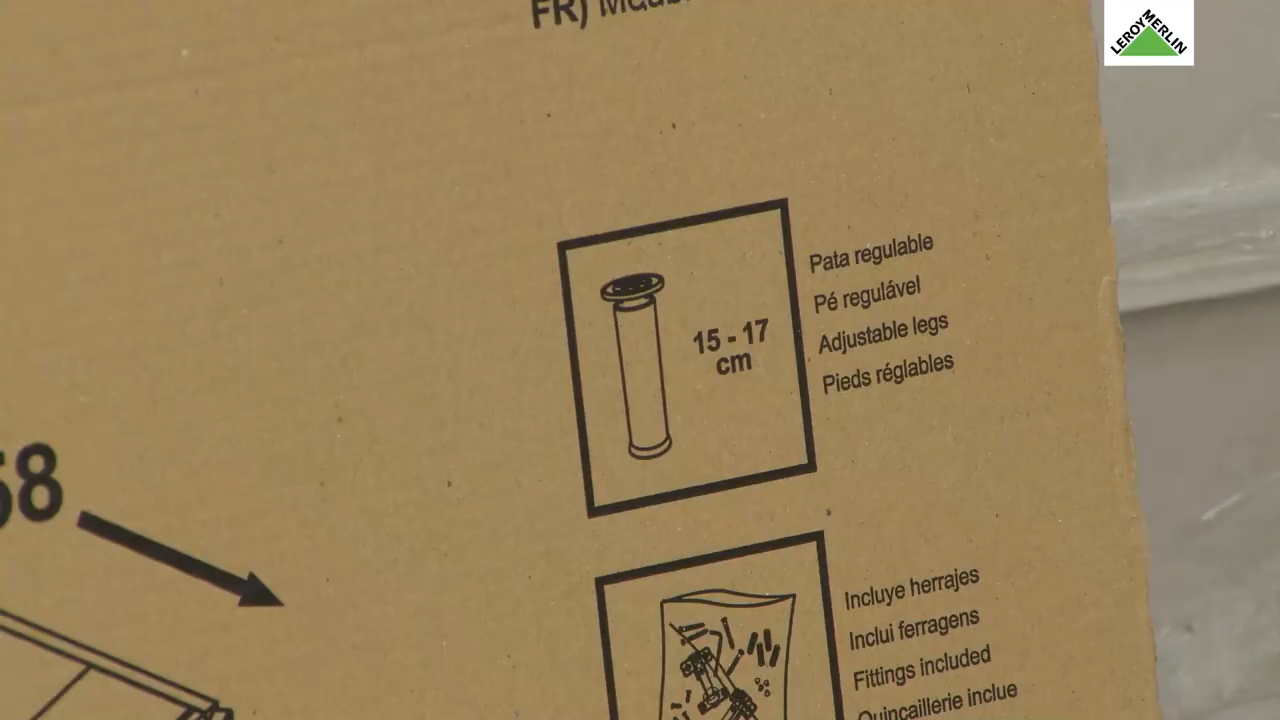 FR)
LEROY MERLIN
15 - 17
cm
Pata regulable
Pé regulável
Adjustable legs
Pieds réglables
Incluye herrajes
Inclui ferragens
Fittings included
Quincaillerie inclue